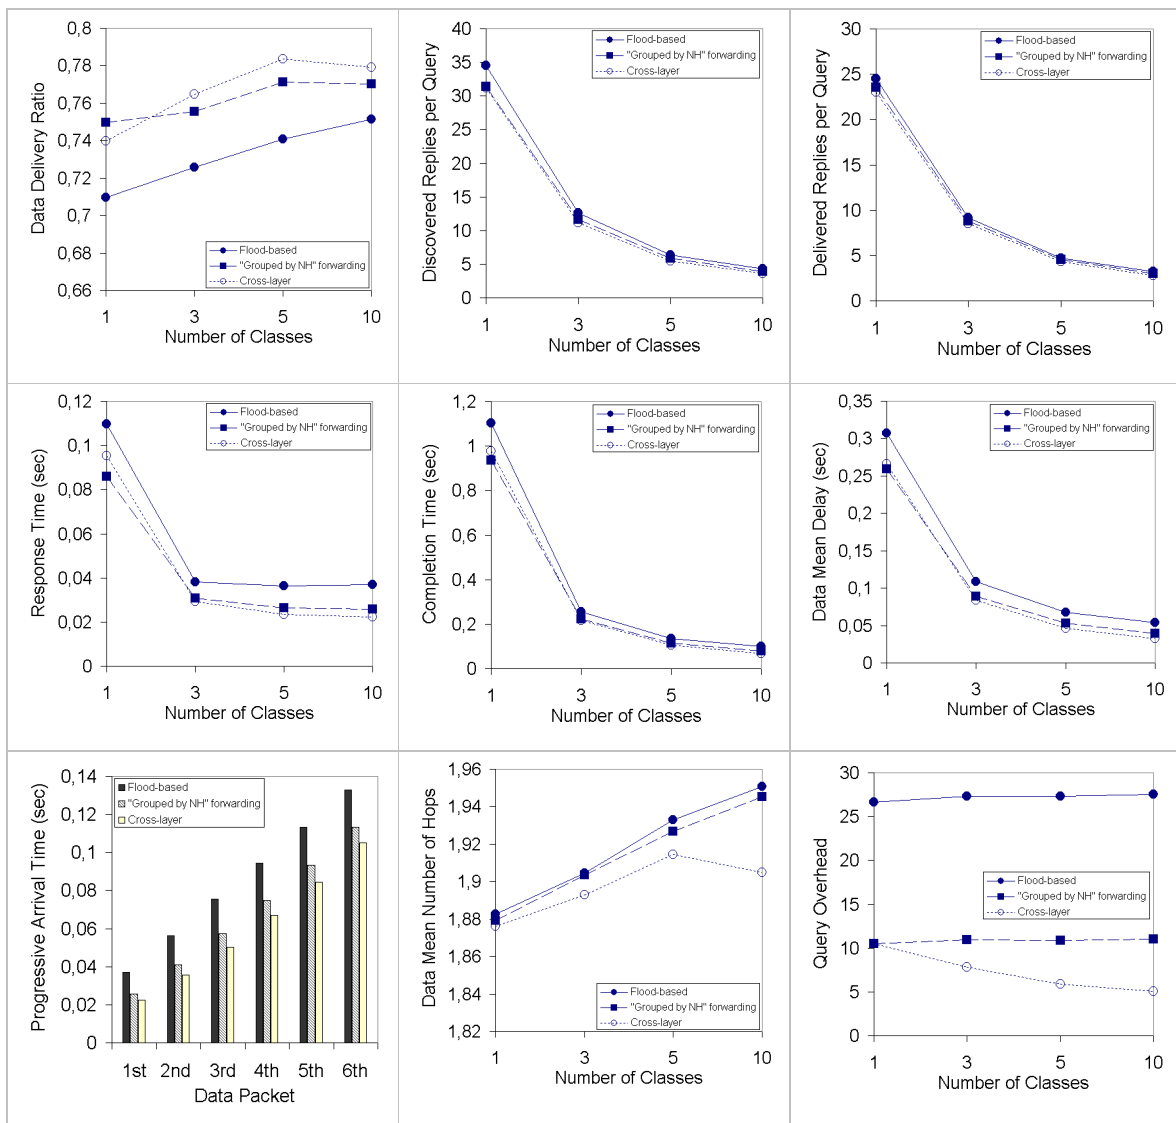 0,8
0,78
0,76
0,74
0,72
0,7
0,68
0,66
Data Delivery Ratio
Flood-based
"Grouped by NH" forwarding
Cross-layer
1 3 5 10
Number of Classes
40
35
30
25
20
15
10
5
0
Discovered Replies per Query
Flood-based
"Grouped by NH" forwarding
Cross-layer
1 3 5 10
Number of Classes
30
25
20
15
10
5
0
Delivered Replies per Query
Flood-based
"Grouped by NH" forwarding
Cross-layer
1 3 5 10
Number of Classes
0,12
0,1
0,08
0,06
0,04
0,02
0
Response Time (sec)
Flood-based
"Grouped by NH" forwarding
Cross-layer
1 3 5 10
Number of Classes
1,2
1
0,8
0,6
0,4
0,2
0
Completion Time (sec)
Flood-based
"Grouped by NH" forwarding
Cross-layer
1 3 5 10
Number of Classes
0,35
0,3
0,25
0,2
0,15
0,1
0,05
0
Data Mean Delay (sec)
Flood-based
"Grouped by NH" forwarding
Cross-layer
1 3 5 10
Number of Classes
0,14
0,12
0,1
0,08
0,06
0,04
0,02
0
Progressive Arrival Time (sec)
Flood-based
"Grouped by NH" forwarding
Cross-layer
1st 2nd 3rd 4th 5th 6th
Data Packet
1,96
1,94
1,92
1,9
1,88
1,86
1,84
1,82
Data Mean Number of Hops
Flood-based
"Grouped by NH" forwarding
Cross-layer
1 3 5 10
Number of Classes
30
25
20
15
10
5
0
Query Overhead
Flood-based
"Grouped by NH" forwarding
Cross-layer
1 3 5 10
Number of Classes